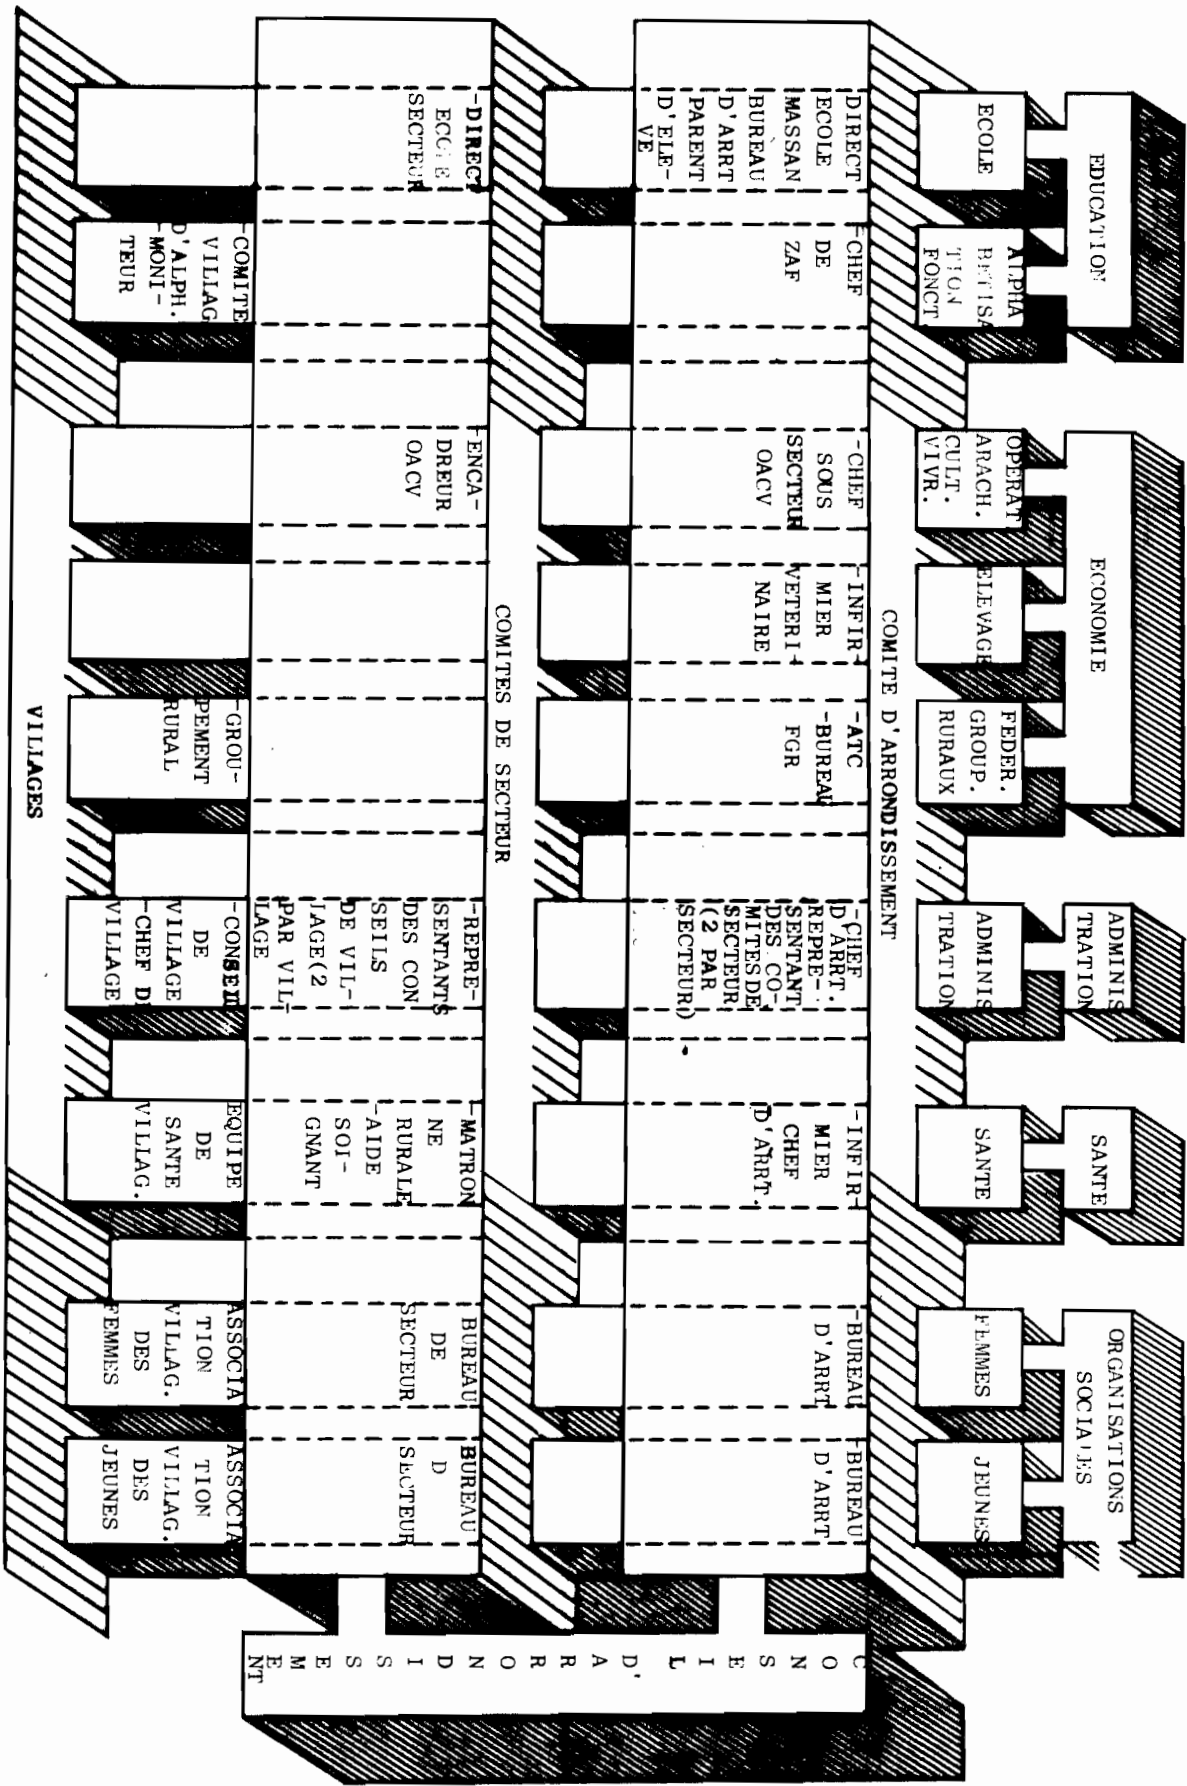 EDUCATION
ECONOMIE
ADMINIS
TRATION
SANTE
ORGANISATIONS
SOCIALES
ECOLE
ALPHA
BETISA
TION
FONCT
OPERAT
ARACH.
CULT.
VIVR.
ELEVAGE
FEDER.
GROUP.
RURAUX
ADMINIS
TRATION
SANTE
FEMMES
JEUNES
COMITE D'ARRONDISSEMENT
DIRECT
ECOLE
MASSAN
BUREAU
D'ARRT
PARENT
D'ELE-
VE
-CHEF
DE
ZAF
-CHEF
SOUS
SECTEUR
OACV
-INFIR-
MIER
VETERI-
NAIRE
-ATC
-BUREAU
FGR
-CHEF
D'ARRT.
REPRE-
SENTANT
DES CO-
MITES DE
SECTEUR
(2 PAR
SECTEUR)
-INFIR-
MIER
CHEF
D'ARRT.
-BUREAU
D'ARRT
-BUREAU
D'ARRT
COMITES DE SECTEUR
-DIRECT
ECOLE
SECTEUR
-ENCA-
DREUR
OACV
-REPRE-
SENTANTS
DES CON
SEILS
DE VIL-
LAGE(2
PAR VIL-
LAGE
-MATRON
NE
RURALE
-AIDE
SOI-
GNANT
BUREAU
DE
SECTEUR
BUREAU
D
SECTEUR
-COMITE
VILLAG
D'ALPH.
-MONI-
TEUR
-GROU-
PEMENT
RURAL
-CONSEIL
DE
VILLAGE
-CHEF DE
VILLAGE
EQUIPE
DE
SANTE
VILLAG.
ASSOCIA
TION
VILLAG.
DES
FEMMES
ASSOCIA
TION
VILLAG.
DES
JEUNES
VILLAGES
CONSEIL D'ARRONDISSEMENT